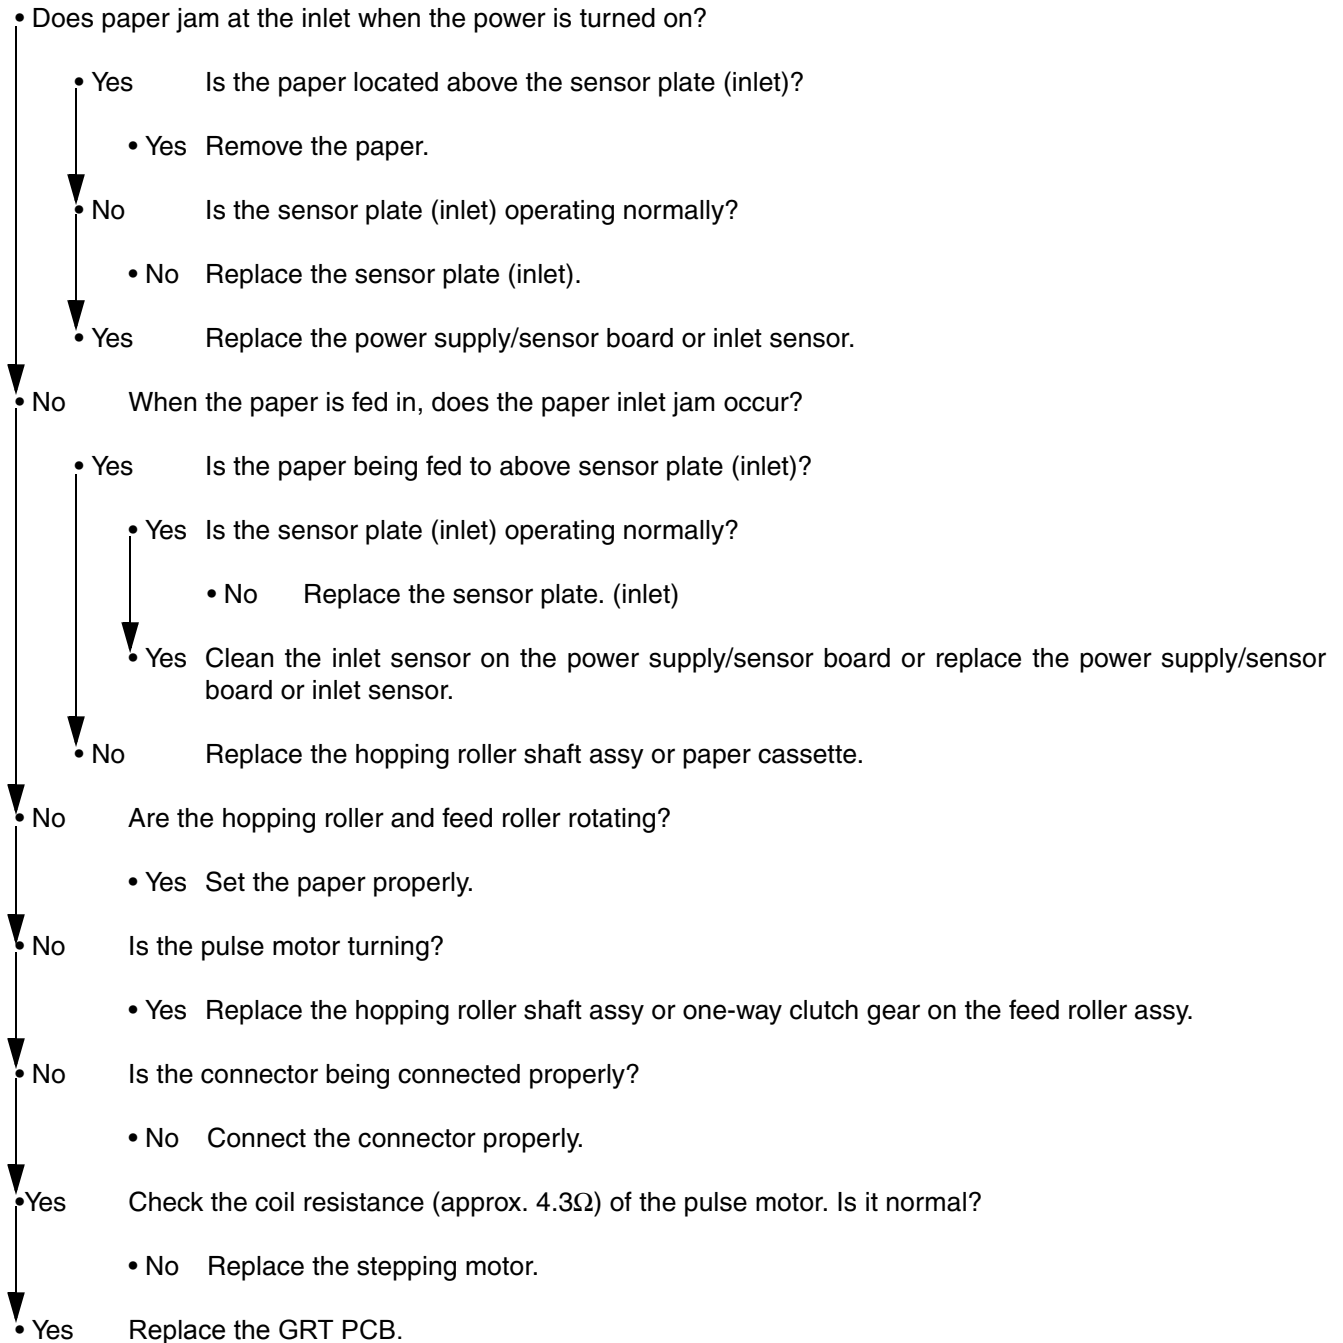 • Does paper jam at the inlet when the power is turned on?
• Yes Is the paper located above the sensor plate (inlet)?
• Yes Remove the paper.
• No Is the sensor plate (inlet) operating normally?
• No Replace the sensor plate (inlet).
• Yes Replace the power supply/sensor board or inlet sensor.
• No When the paper is fed in, does the paper inlet jam occur?
• Yes Is the paper being fed to above sensor plate (inlet)?
• Yes Is the sensor plate (inlet) operating normally?
• No Replace the sensor plate. (inlet)
• Yes Clean the inlet sensor on the power supply/sensor board or replace the power supply/sensor
board or inlet sensor.
• No Replace the hopping roller shaft assy or paper cassette.
• No Are the hopping roller and feed roller rotating?
• Yes Set the paper properly.
• No Is the pulse motor turning?
• Yes Replace the hopping roller shaft assy or one-way clutch gear on the feed roller assy.
• No Is the connector being connected properly?
• No Connect the connector properly.
•Yes Check the coil resistance (approx. 4.3Ω) of the pulse motor. Is it normal?
• No Replace the stepping motor.
• Yes Replace the GRT PCB.